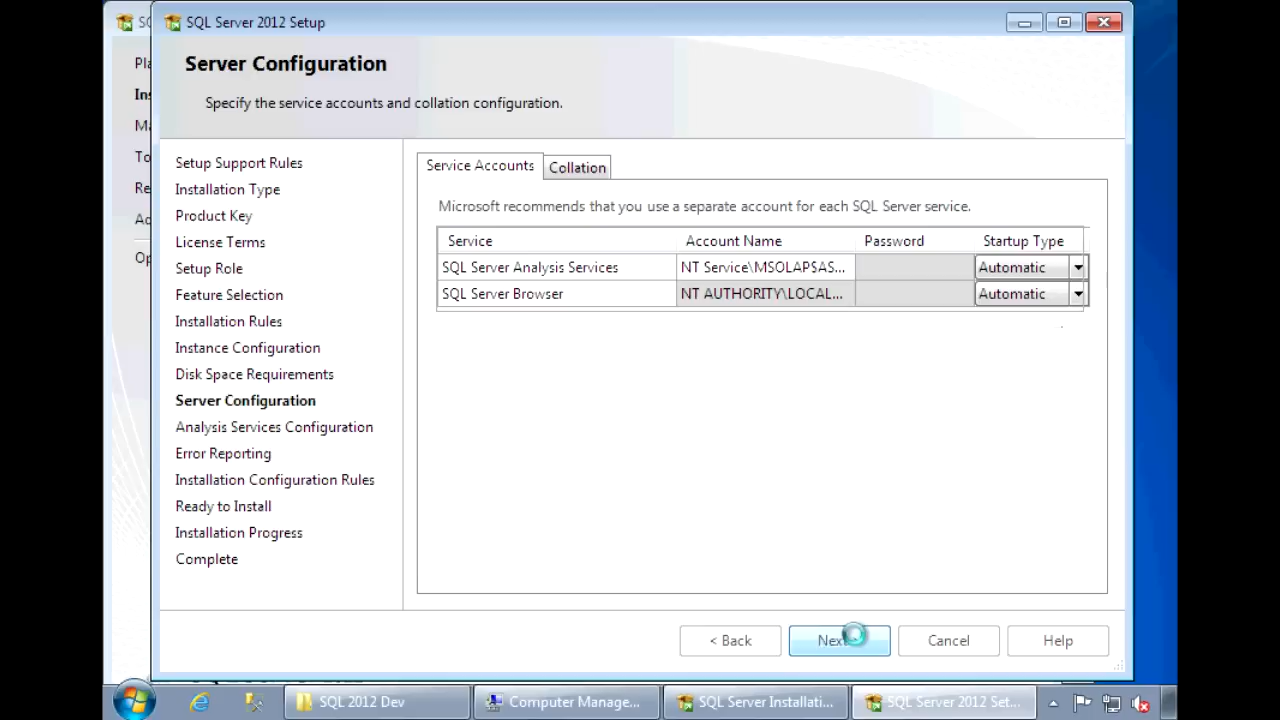 SQL Server 2012 Setup
Server Configuration
Specify the service accounts and collation configuration.
Setup Support Rules
Installation Type
Product Key
License Terms
Setup Role
Feature Selection
Installation Rules
Instance Configuration
Disk Space Requirements
Server Configuration
Analysis Services Configuration
Error Reporting
Installation Configuration Rules
Ready to Install
Installation Progress
Complete
Service Accounts Collation
Microsoft recommends that you use a separate account for each SQL Server service.
Service Account Name Password Startup Type
SQL Server Analysis Services NT Service\MSOLAP$AS... Automatic
SQL Server Browser NT AUTHORITY\LOCAL... Automatic
< Back Next Cancel Help
SQL 2012 Dev Computer Manage... SQL Server Installati... SQL Server 2012 Set...